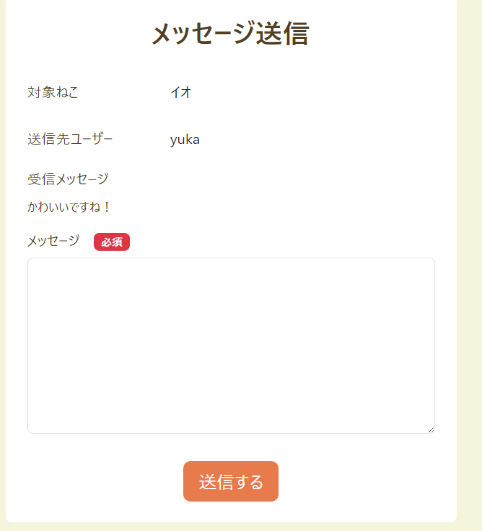 メッセージ送信
対象ねこ イオ
送信先ユーザー yuka
受信メッセージ
かわいいですね！
メッセージ 必須
送信する